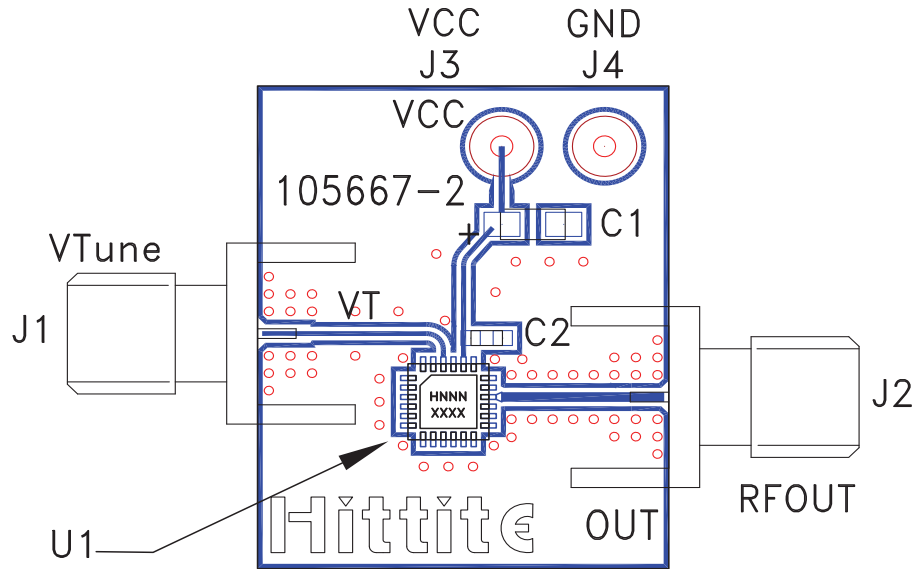 VCC GND
J3 J4
VCC
105667-2
C1
VTune
VT
J1
C2
HNNN
XXXX
J2
RFOUT
OUT
Hittite
U1